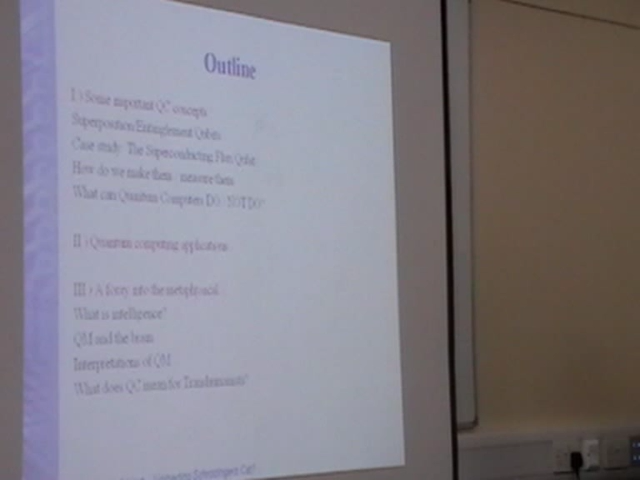 Outline
I.) Some important QC concepts
Superposition/Entanglement Qubits
Case study: The Superconducting Flux Qubit
How do we make them / measure them
What can Quantum Computers DO / NOT DO?
II.) Quantum computing applications
III.) A foray into the metaphysical...
What is intelligence?
QM and the brain
Interpretations of QM
What does QC mean for Transhumanists?
Schrodingers Cat?